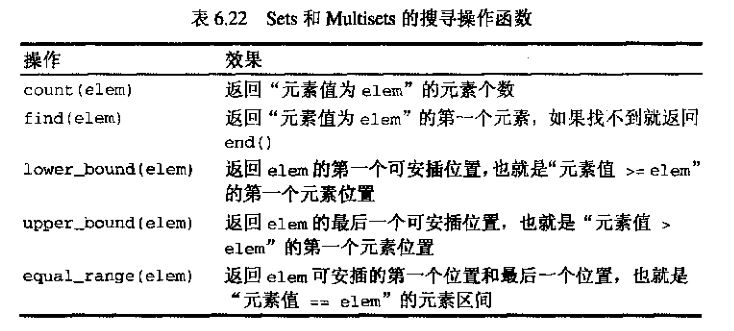 表 6.22 Sets 和 Multisets 的搜寻操作函数
操作 效果
count(elem) 返回“元素值为 elem”的元素个数
find(elem) 返回“元素值为 elem”的第一个元素，如果找不到就返回
end()
lower_bound(elem) 返回 elem 的第一个可安插位置，也就是“元素值 >= elem”
的第一个元素位置
upper_bound(elem) 返回 elem 的最后一个可安插位置，也就是“元素值 >
elem”的第一个元素位置
equal_range(elem) 返回 elem 可安插的第一个位置和最后一个位置，也就是
“元素值 == elem”的元素区间